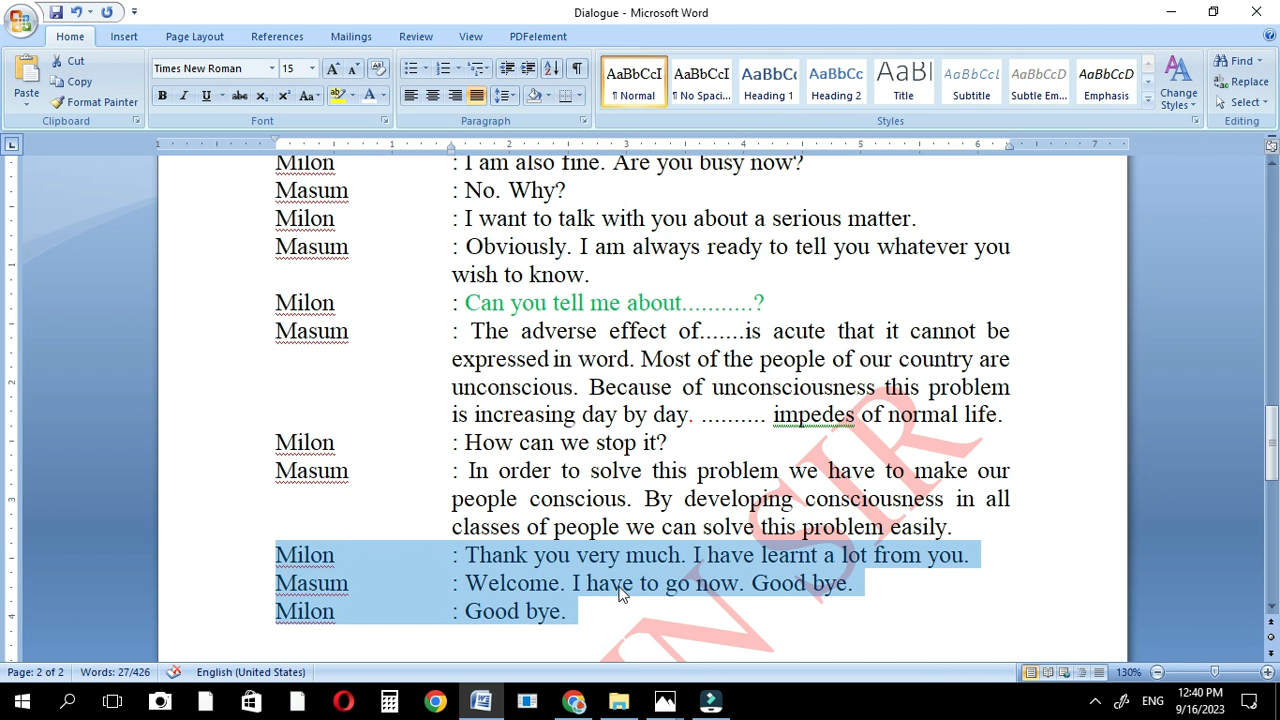 Dialogue - Microsoft Word
Home Insert Page Layout References Mailings Review View PDFelement
Paste
Cut
Copy
Format Painter
Clipboard
Times New Roman 15
Font
Paragraph
AaBbCcI AaBbCcI AaBbCc AaBbCc AaBl AaBbCcL AaBbCcD AaBbCcD
¶ Normal ¶ No Spaci... Heading 1 Heading 2 Title Subtitle Subtle Em... Emphasis
Styles
Change Styles
Find
Replace
Select
Editing
Milon : I am also fine. Are you busy now?
Masum : No. Why?
Milon : I want to talk with you about a serious matter.
Masum : Obviously. I am always ready to tell you whatever you
wish to know.
Milon : Can you tell me about...........?
Masum : The adverse effect of.......is acute that it cannot be
expressed in word. Most of the people of our country are
unconscious. Because of unconsciousness this problem
is increasing day by day. .......... impedes of normal life.
Milon : How can we stop it?
Masum : In order to solve this problem we have to make our
people conscious. By developing consciousness in all
classes of people we can solve this problem easily.
Milon : Thank you very much. I have learnt a lot from you.
Masum : Welcome. I have to go now. Good bye.
Milon : Good bye.
N SIR
Page: 2 of 2 Words: 27/426 English (United States) 130%
ENG
12:40 PM
9/16/2023